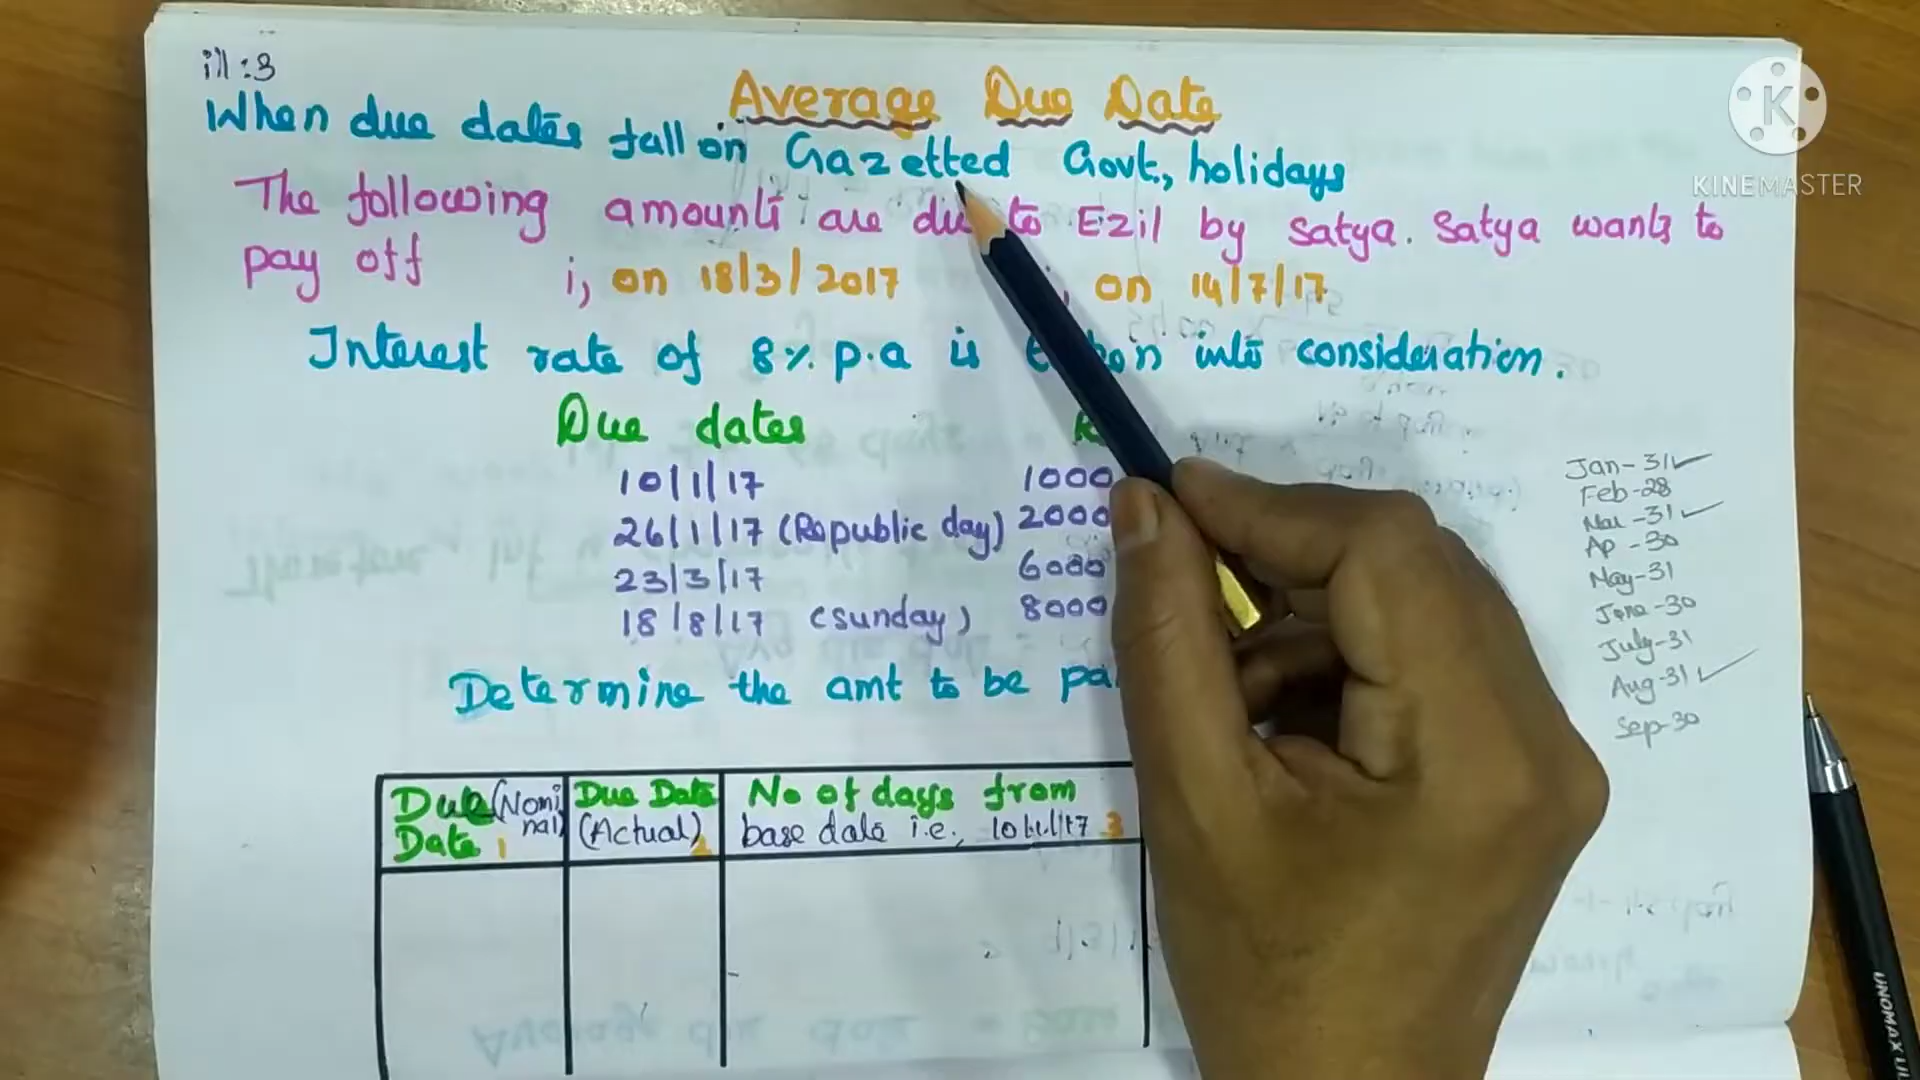 ill:3
Average Due Date
When due dates fall on Gazetted Govt., holidays
The following amounts are due to Ezil by Satya. Satya wants to
pay off i, on 18/3/2017 on 14/7/17
Interest rate of 8% p.a is into consideration.
Due dates
10/1/17 1000
26/1/17 (Republic day) 2000
23/3/17 6000
18/8/17 (Sunday) 8000
Determine the amt to be
Due (Nominal) Date 1
Due Date (Actual) 2
No of days from
base date i.e., 10/1/17 3
Jan-31✓
Feb-28
Mar-31✓
Ap-30
May-31
June-30
July-31
Aug-31✓
Sep-30
K
KINEMASTER